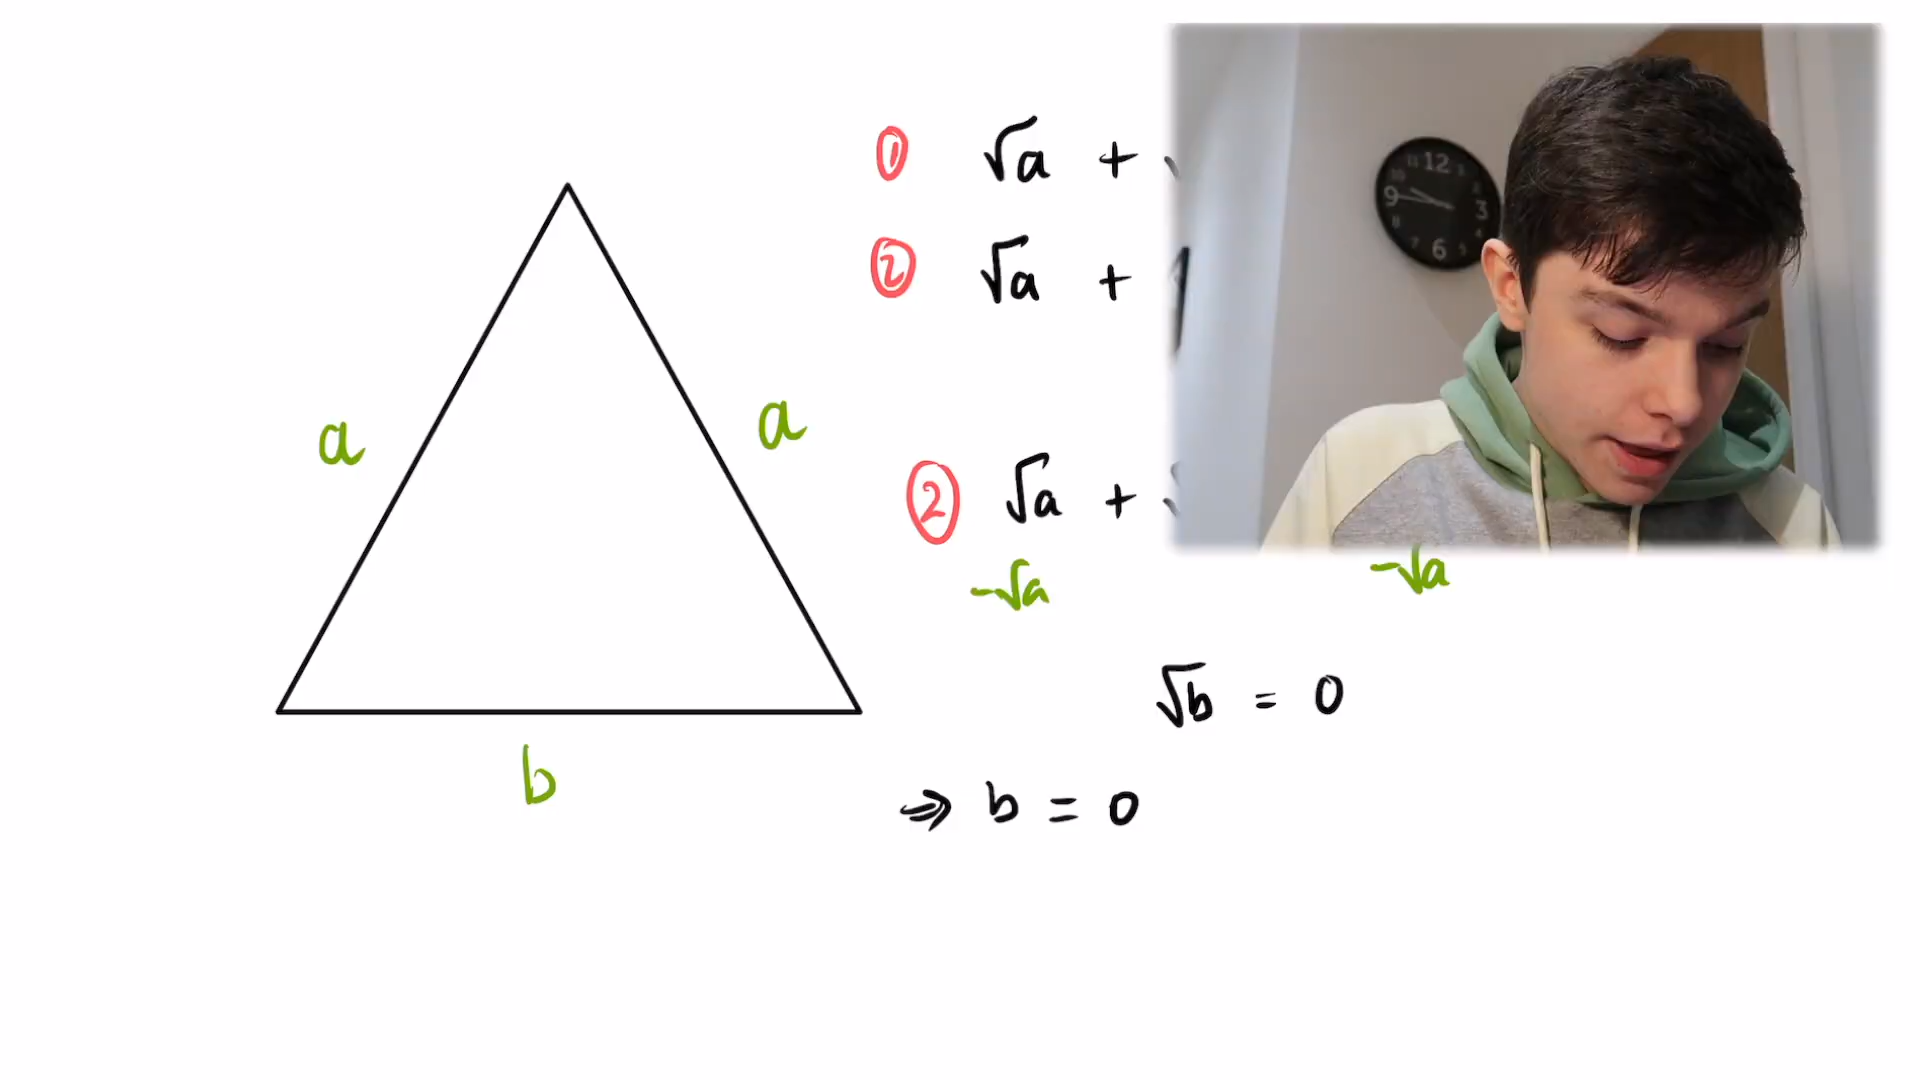 ① √a +
② √a +
a
a
② √a +
-√a -√a
√b = 0
b
⇒ b = 0
12
9
3
6